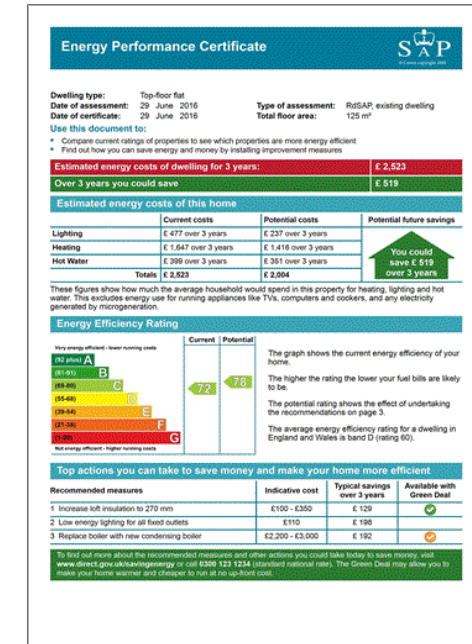 Energy Performance Certificate
SAP
© Crown copyright 2009
Dwelling type: Top-floor flat
Date of assessment: 29 June 2016 Type of assessment: RdSAP, existing dwelling
Date of certificate: 29 June 2016 Total floor area: 125 m²
Use this document to:
• Compare current ratings of properties to see which properties are more energy efficient
• Find out how you can save energy and money by installing improvement measures
Estimated energy costs of dwelling for 3 years: £ 2,523
Over 3 years you could save £ 519
Estimated energy costs of this home
Current costs Potential costs Potential future savings
Lighting £ 477 over 3 years £ 237 over 3 years
Heating £ 1,647 over 3 years £ 1,416 over 3 years
Hot Water £ 399 over 3 years £ 351 over 3 years
Totals £ 2,523 £ 2,004
You could
save £ 519
over 3 years
These figures show how much the average household would spend in this property for heating, lighting and hot
water. This excludes energy use for running appliances like TVs, computers and cookers, and any electricity
generated by microgeneration.
Energy Efficiency Rating
Current Potential
Very energy efficient - lower running costs
(92 plus) A
(81-91) B
(69-80) C
(55-68) D
(39-54) E
(21-38) F
(1-20) G
72 78
Not energy efficient - higher running costs
The graph shows the current energy efficiency of your
home.
The higher the rating the lower your fuel bills are likely
to be.
The potential rating shows the effect of undertaking
the recommendations on page 3.
The average energy efficiency rating for a dwelling in
England and Wales is band D (rating 60).
Top actions you can take to save money and make your home more efficient
Recommended measures Indicative cost Typical savings over 3 years Available with Green Deal
1 Increase loft insulation to 270 mm £100 - £350 £ 129
2 Low energy lighting for all fixed outlets £110 £ 198
3 Replace boiler with new condensing boiler £2,200 - £3,000 £ 192
To find out more about the recommended measures and other actions you could take today to save money, visit
www.direct.gov.uk/savingenergy or call 0300 123 1234 (standard national rate). The Green Deal may allow you to
make your home warmer and cheaper to run at no up-front cost.